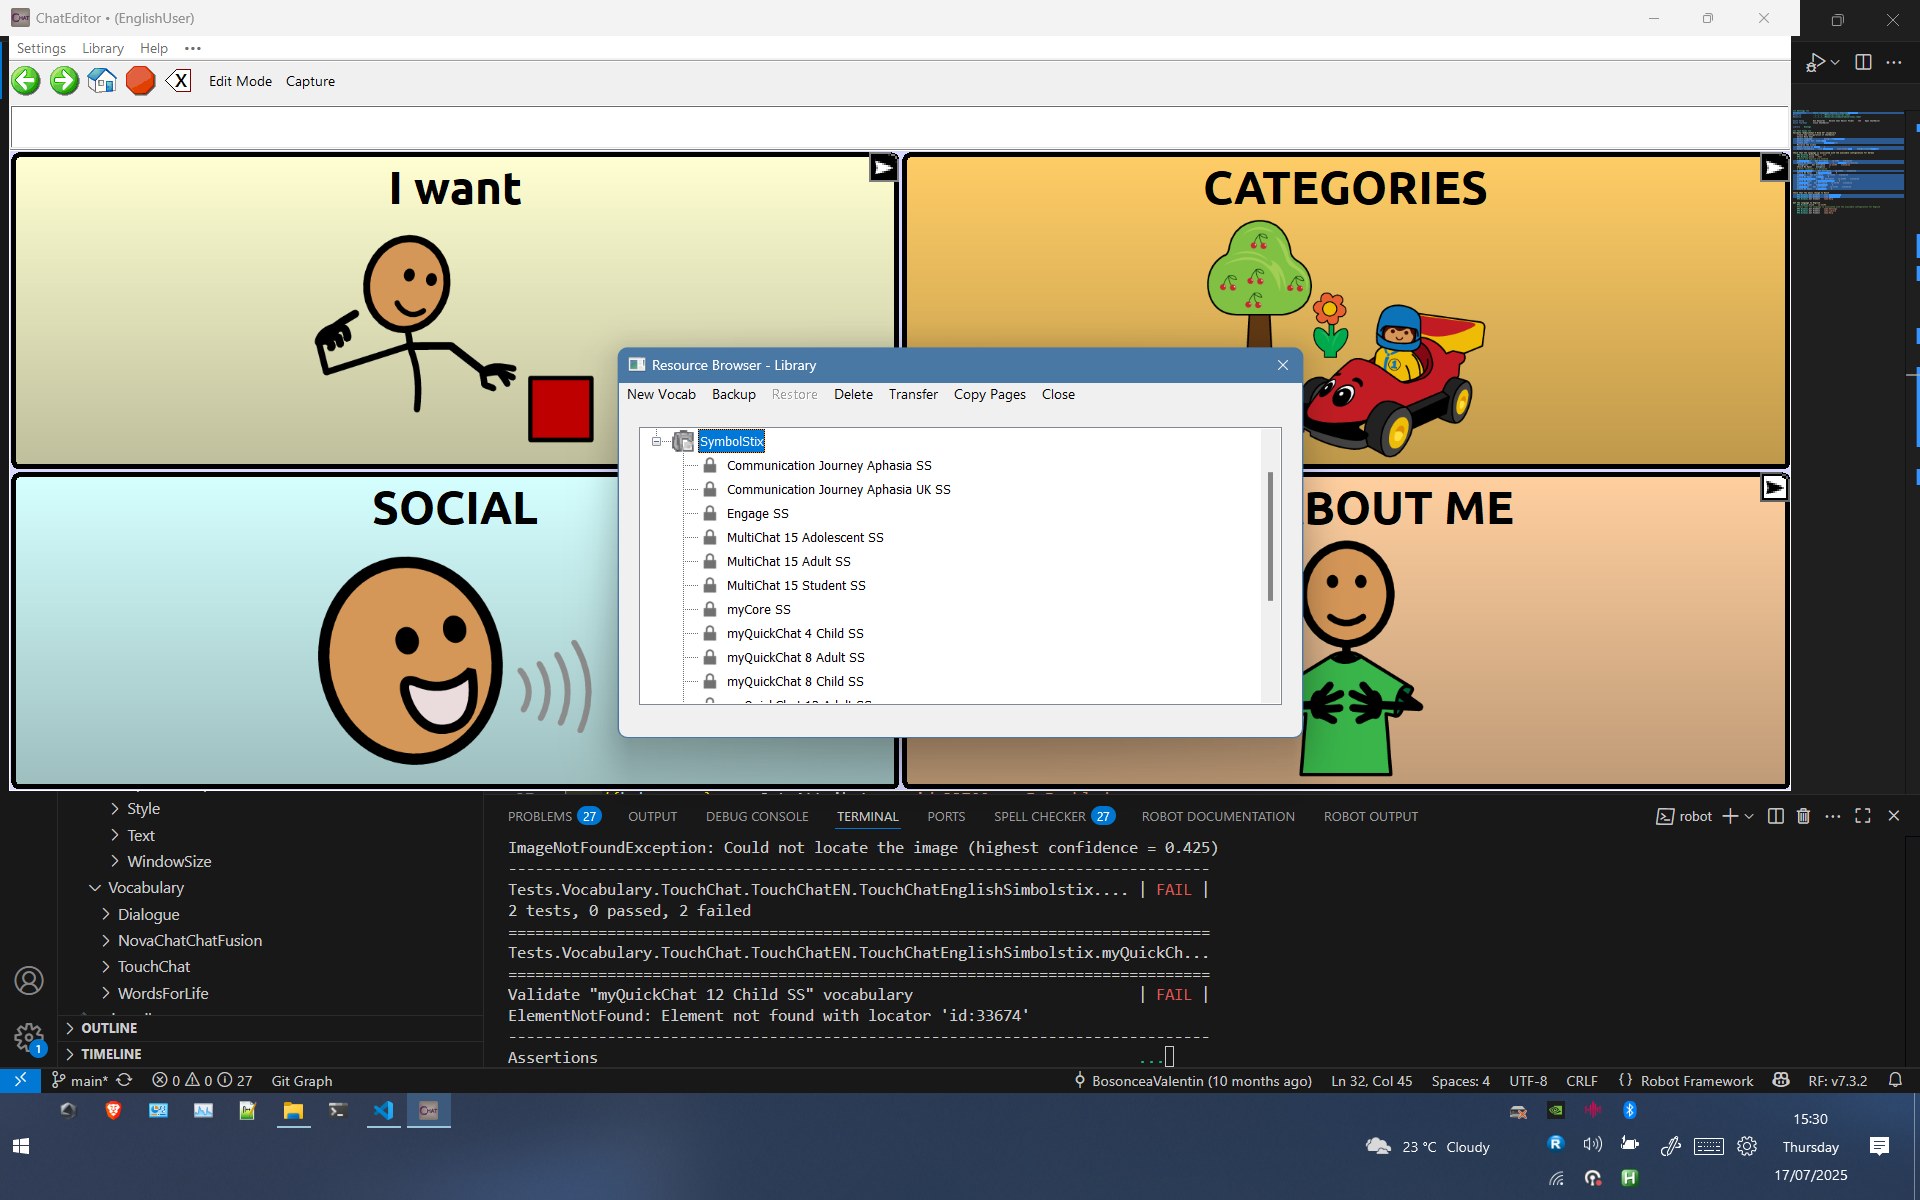 ChatEditor • (EnglishUser)
Settings Library Help
Edit Mode Capture
I want
CATEGORIES
SOCIAL
BOUT ME
Resource Browser - Library
New Vocab Backup Restore Delete Transfer Copy Pages Close
SymbolStix
Communication Journey Aphasia SS
Communication Journey Aphasia UK SS
Engage SS
MultiChat 15 Adolescent SS
MultiChat 15 Adult SS
MultiChat 15 Student SS
myCore SS
myQuickChat 4 Child SS
myQuickChat 8 Adult SS
myQuickChat 8 Child SS
Style
Text
WindowSize
Vocabulary
Dialogue
NovaChatChatFusion
TouchChat
WordsForLife
OUTLINE
TIMELINE
PROBLEMS 27 OUTPUT DEBUG CONSOLE TERMINAL PORTS SPELL CHECKER 27 ROBOT DOCUMENTATION ROBOT OUTPUT
robot
ImageNotFoundException: Could not locate the image (highest confidence = 0.425)
------------------------------------------------------------------------------
Tests.Vocabulary.TouchChat.TouchChatEN.TouchChatEnglishSimbolstix.... | FAIL |
2 tests, 0 passed, 2 failed
==============================================================================
Tests.Vocabulary.TouchChat.TouchChatEN.TouchChatEnglishSimbolstix.myQuickCh...
==============================================================================
Validate "myQuickChat 12 Child SS" vocabulary | FAIL |
ElementNotFound: Element not found with locator 'id:33674'
------------------------------------------------------------------------------
Assertions ...
1
main* 0 0 27 Git Graph
BosonceaValentin (10 months ago) Ln 32, Col 45 Spaces: 4 UTF-8 CRLF {} Robot Framework RF: v7.3.2
CHAT
23 °C Cloudy
15:30
Thursday
17/07/2025